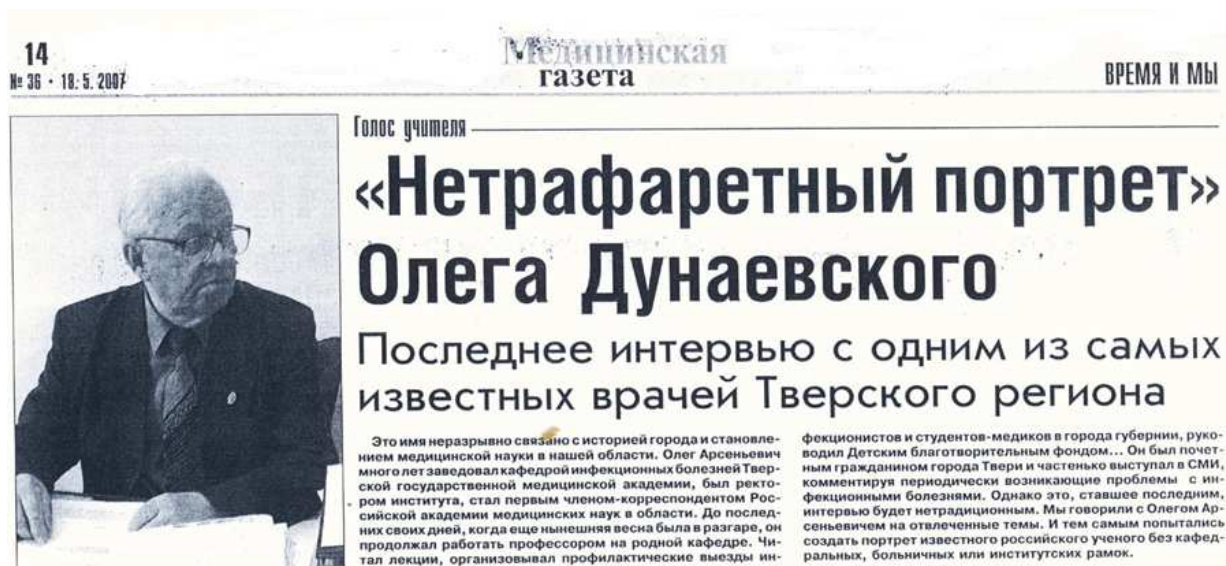 14
№ 36 · 18. 5. 2007
Медицинская
газета
ВРЕМЯ И МЫ
Голос учителя
«Нетрафаретный портрет»
Олега Дунаевского
Последнее интервью с одним из самых
известных врачей Тверского региона
Это имя неразрывно связано с историей города и становле-
нием медицинской науки в нашей области. Олег Арсеньевич
много лет заведовал кафедрой инфекционных болезней Твер-
ской государственной медицинской академии, был ректо-
ром института, стал первым членом-корреспондентом Рос-
сийской академии медицинских наук в области. До послед-
них своих дней, когда еще нынешняя весна была в разгаре, он
продолжал работать профессором на родной кафедре. Чи-
тал лекции, организовывал профилактические выезды ин-
фекционистов и студентов-медиков в города губернии, руко-
водил Детским благотворительным фондом... Он был почет-
ным гражданином города Твери и частенько выступал в СМИ,
комментируя периодически возникающие проблемы с ин-
фекционными болезнями. Однако это, ставшее последним,
интервью будет нетрадиционным. Мы говорили с Олегом Ар-
сеньевичем на отвлеченные темы. И тем самым попытались
создать портрет известного российского ученого без кафед-
ральных, больничных или институтских рамок.